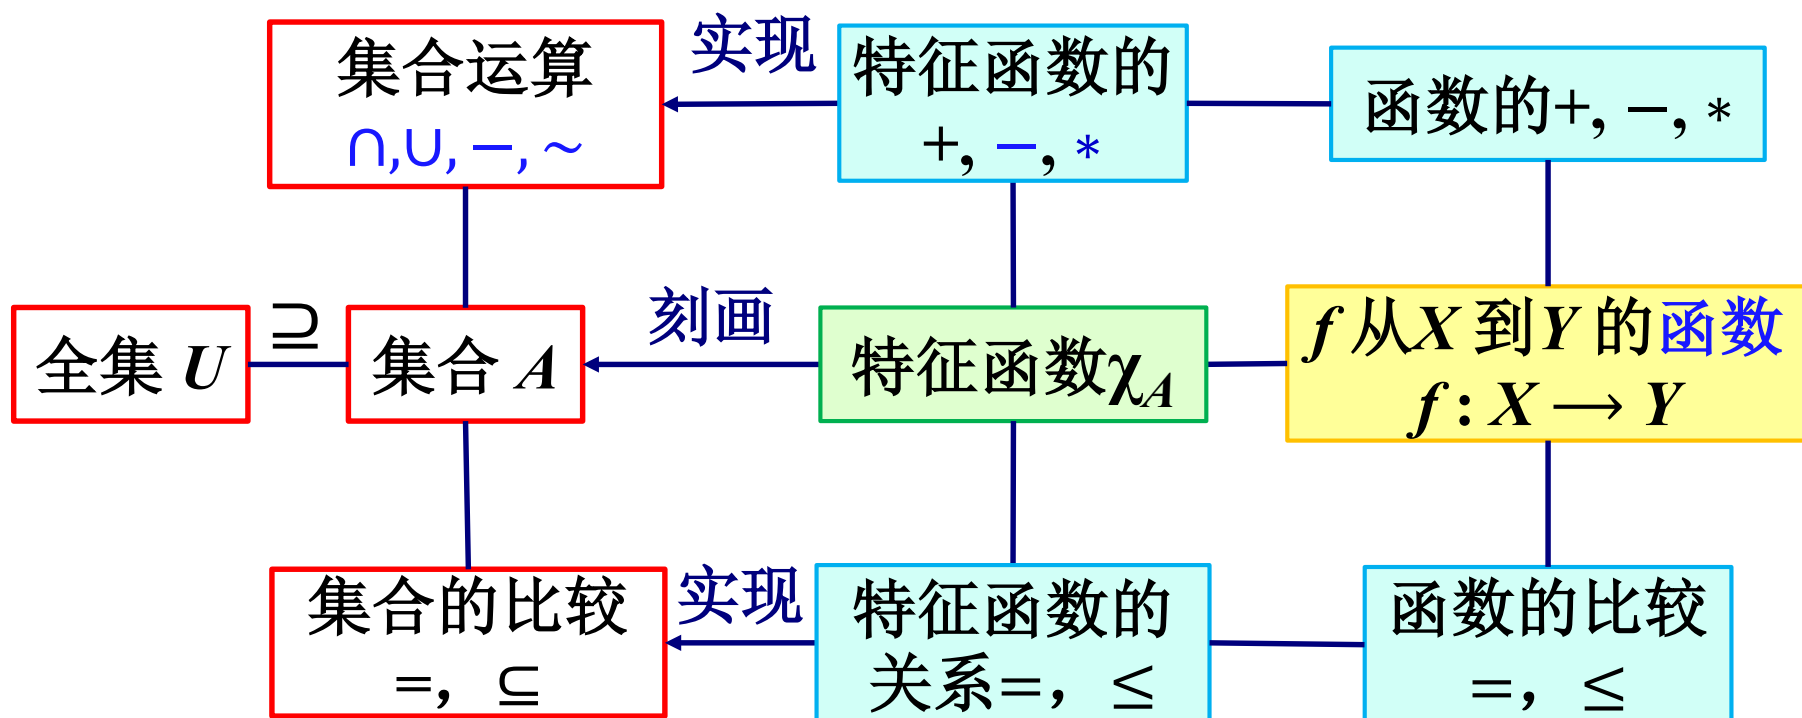 集合运算
∩,∪, −, ~
实现
特征函数的
+, −, *
函数的+, −, *
全集 U
⊇
集合 A
刻画
特征函数χA
f 从X 到Y 的函数
f : X ⟶ Y
集合的比较
=, ⊆
实现
特征函数的
关系=, ≤
函数的比较
=, ≤